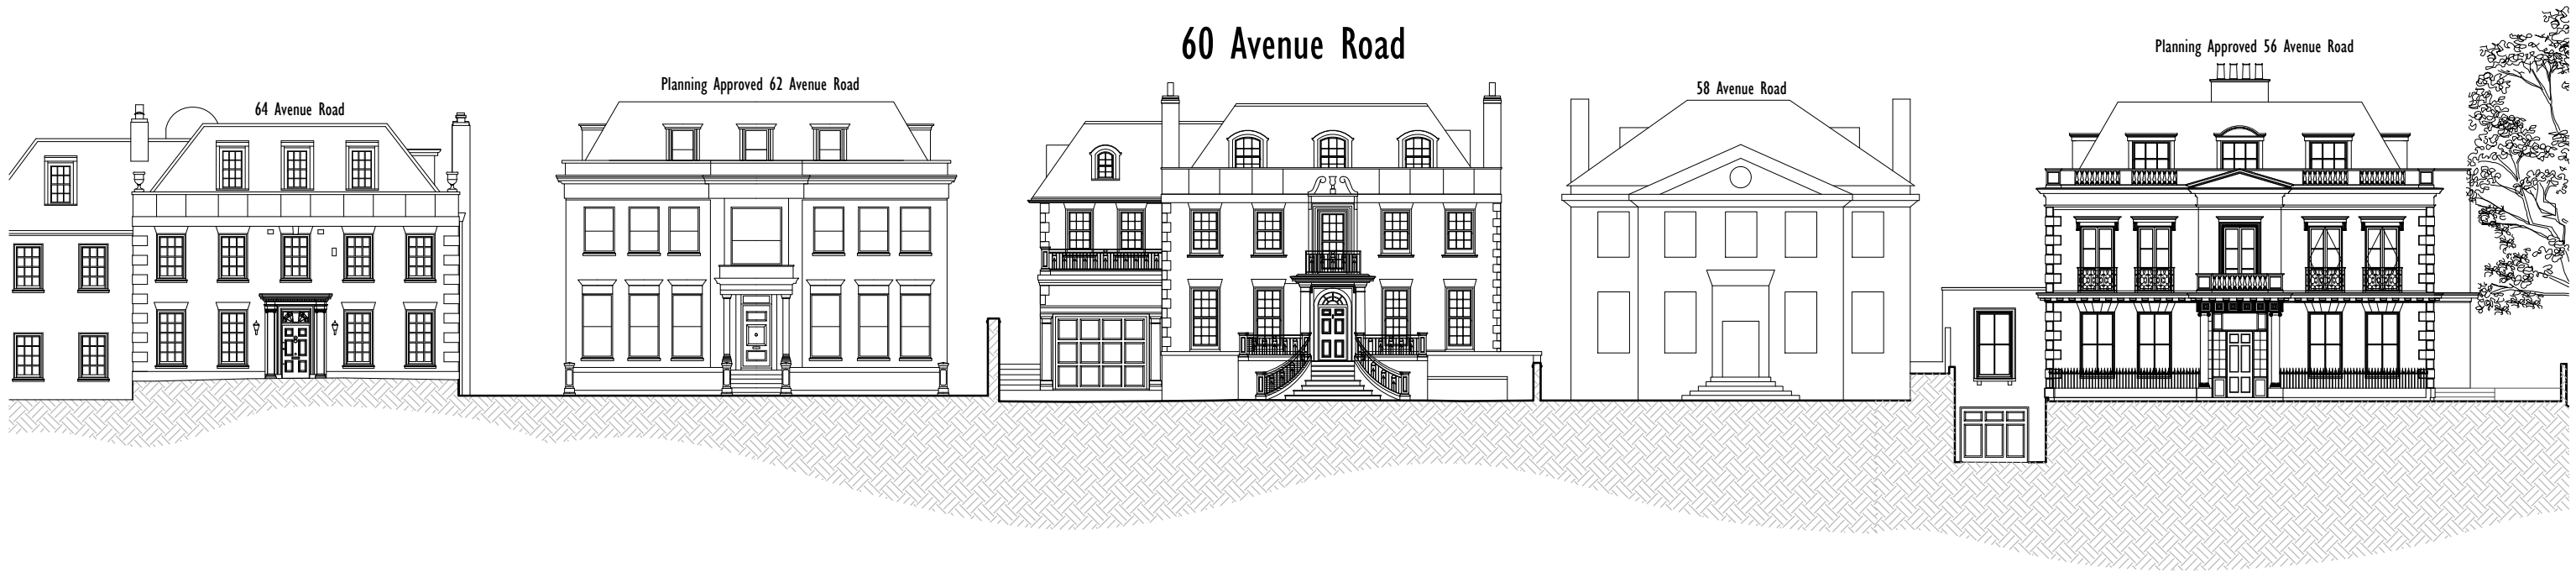 60 Avenue Road
64 Avenue Road
Planning Approved 62 Avenue Road
58 Avenue Road
Planning Approved 56 Avenue Road